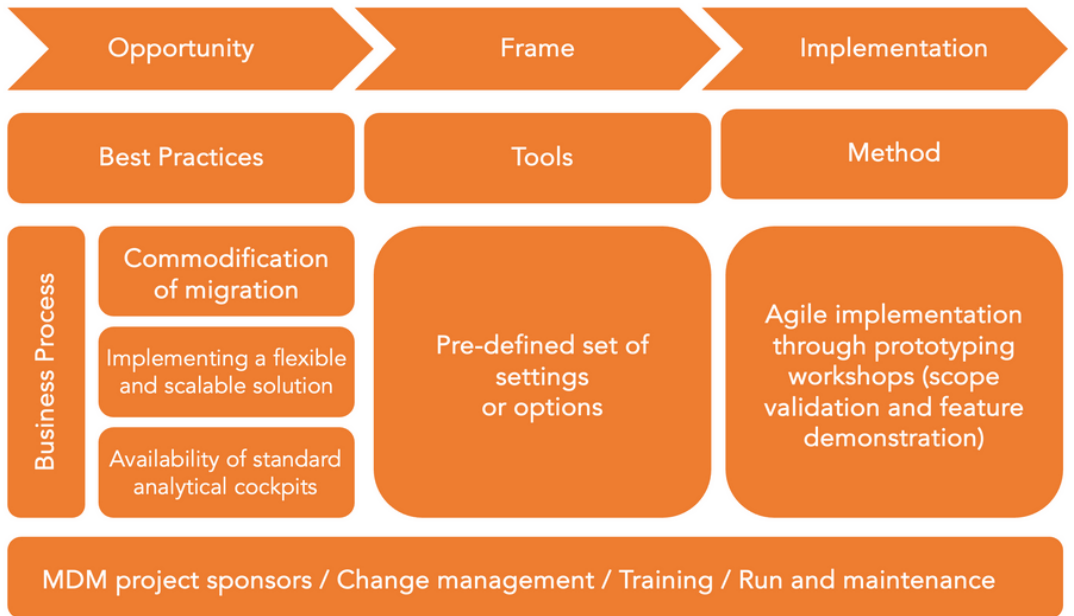 Opportunity
Frame
Implementation
Best Practices
Tools
Method
Business Process
Commodification
of migration
Implementing a flexible
and scalable solution
Availability of standard
analytical cockpits
Pre-defined set of
settings
or options
Agile implementation
through prototyping
workshops (scope
validation and feature
demonstration)
MDM project sponsors / Change management / Training / Run and maintenance